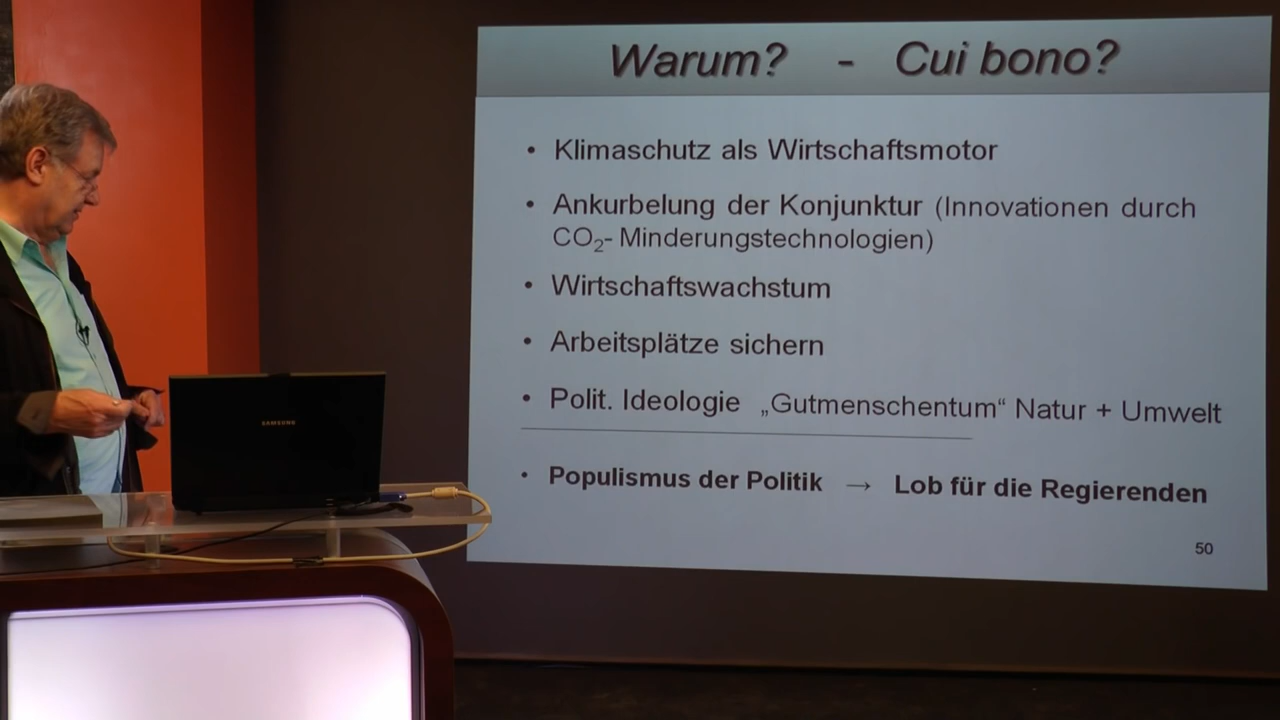 Warum? - Cui bono?
• Klimaschutz als Wirtschaftsmotor
• Ankurbelung der Konjunktur (Innovationen durch
CO₂- Minderungstechnologien)
• Wirtschaftswachstum
• Arbeitsplätze sichern
• Polit. Ideologie „Gutmenschentum“ Natur + Umwelt
• Populismus der Politik → Lob für die Regierenden
50
SAMSUNG